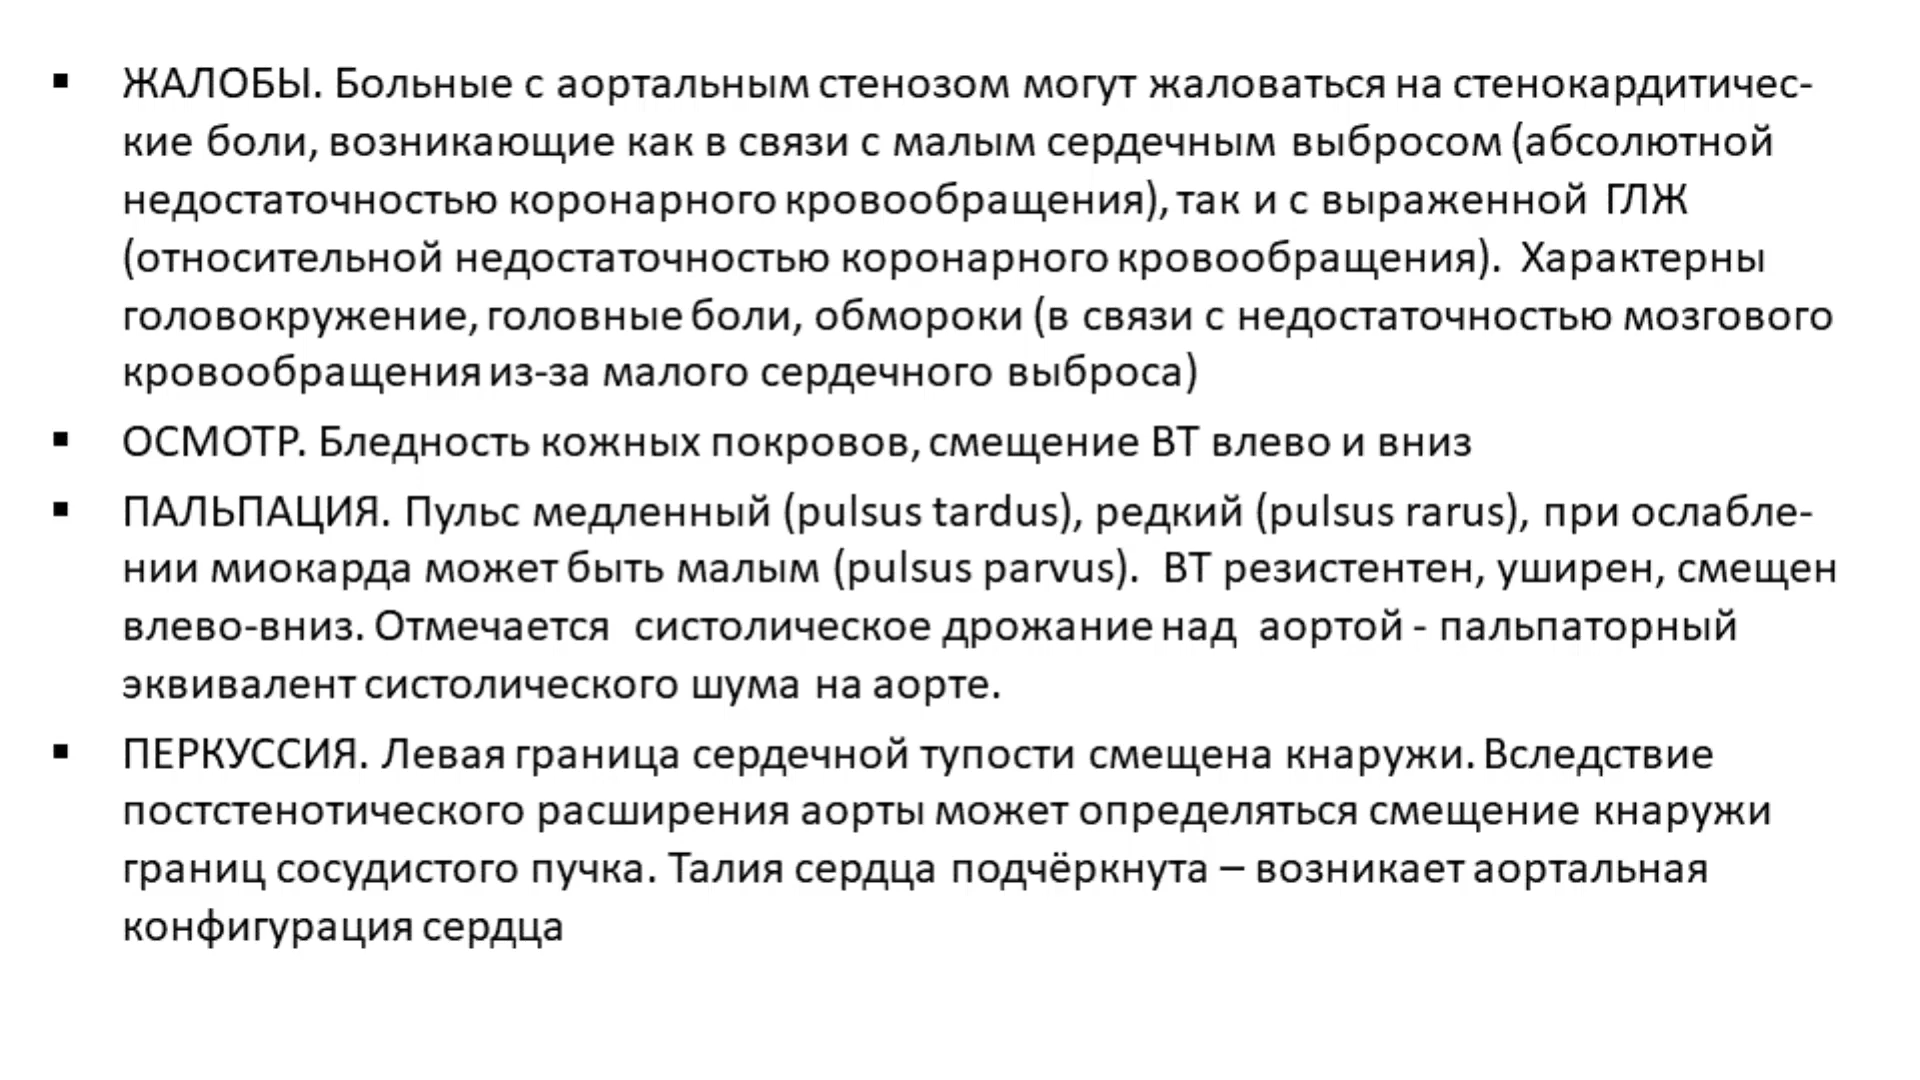 ▪ ЖАЛОБЫ. Больные с аортальным стенозом могут жаловаться на стенокардитичес-
кие боли, возникающие как в связи с малым сердечным выбросом (абсолютной
недостаточностью коронарного кровообращения), так и с выраженной ГЛЖ
(относительной недостаточностью коронарного кровообращения). Характерны
головокружение, головные боли, обмороки (в связи с недостаточностью мозгового
кровообращения из-за малого сердечного выброса)
▪ ОСМОТР. Бледность кожных покровов, смещение ВТ влево и вниз
▪ ПАЛЬПАЦИЯ. Пульс медленный (pulsus tardus), редкий (pulsus rarus), при ослабле-
нии миокарда может быть малым (pulsus parvus). ВТ резистентен, уширен, смещен
влево-вниз. Отмечается систолическое дрожание над аортой - пальпаторный
эквивалент систолического шума на аорте.
▪ ПЕРКУССИЯ. Левая граница сердечной тупости смещена кнаружи. Вследствие
постстенотического расширения аорты может определяться смещение кнаружи
границ сосудистого пучка. Талия сердца подчёркнута – возникает аортальная
конфигурация сердца